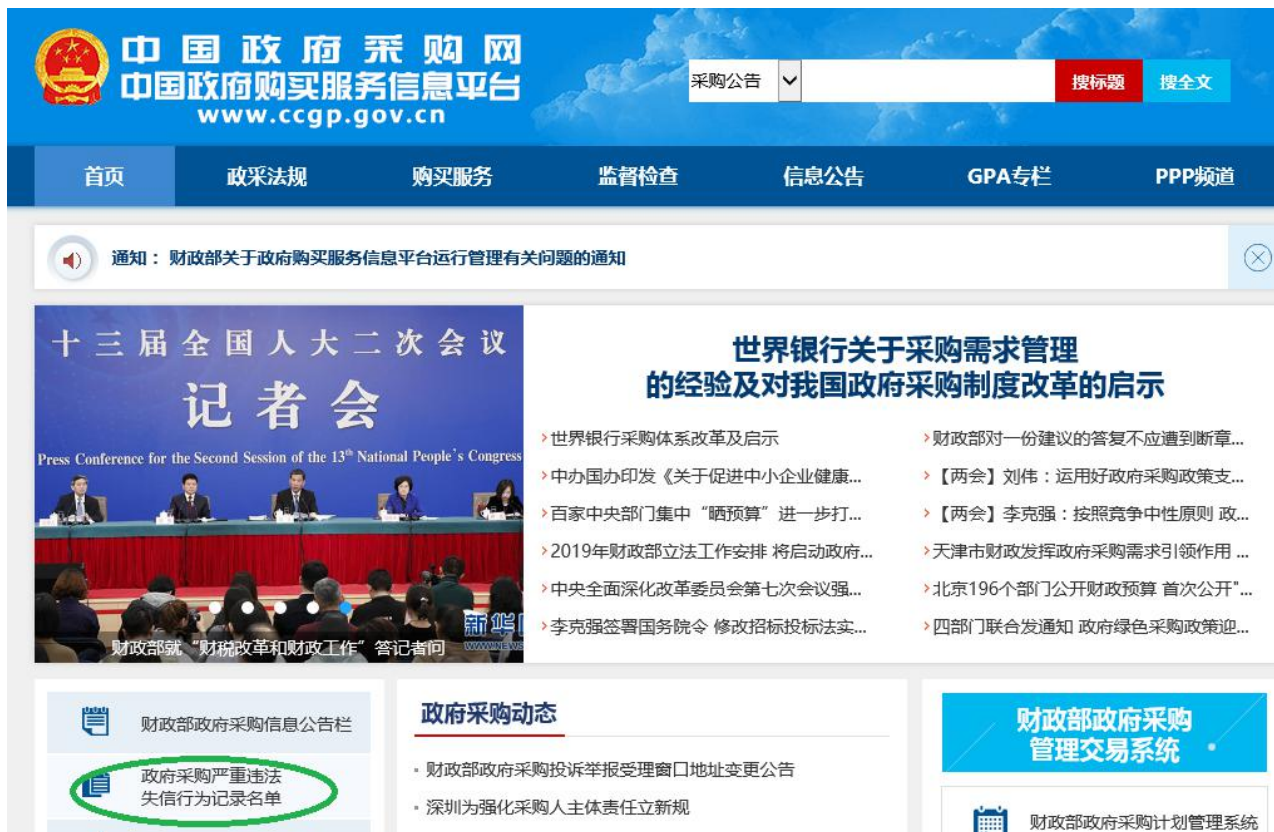 中国政府采购网
中国政府购买服务信息平台
www.ccgp.gov.cn
采购公告
搜标题
搜全文
首页
政采法规
购买服务
监督检查
信息公告
GPA专栏
PPP频道
通知：财政部关于政府购买服务信息平台运行管理有关问题的通知
十三届全国人大二次会议
记者会
Press Conference for the Second Session of the 13th National People's Congress
新华
财政部就“财税改革和财政工作”答记者问
世界银行关于采购需求管理
的经验及对我国政府采购制度改革的启示
世界银行采购体系改革及启示
中办国办印发《关于促进中小企业健康...
百家中央部门集中“晒预算”进一步打...
2019年财政部立法工作安排 将启动政府...
中央全面深化改革委员会第七次会议强...
李克强签署国务院令 修改招标投标法实...
财政部对一份建议的答复不应遭到断章...
【两会】刘伟：运用好政府采购政策支...
【两会】李克强：按照竞争中性原则 政...
天津市财政发挥政府采购需求引领作用 ...
北京196个部门公开财政预算 首次公开"...
四部门联合发通知 政府绿色采购政策迎...
财政部政府采购信息公告栏
政府采购严重违法
失信行为记录名单
政府采购动态
财政部政府采购投诉举报受理窗口地址变更公告
深圳为强化采购人主体责任立新规
财政部政府采购
管理交易系统
财政部政府采购计划管理系统